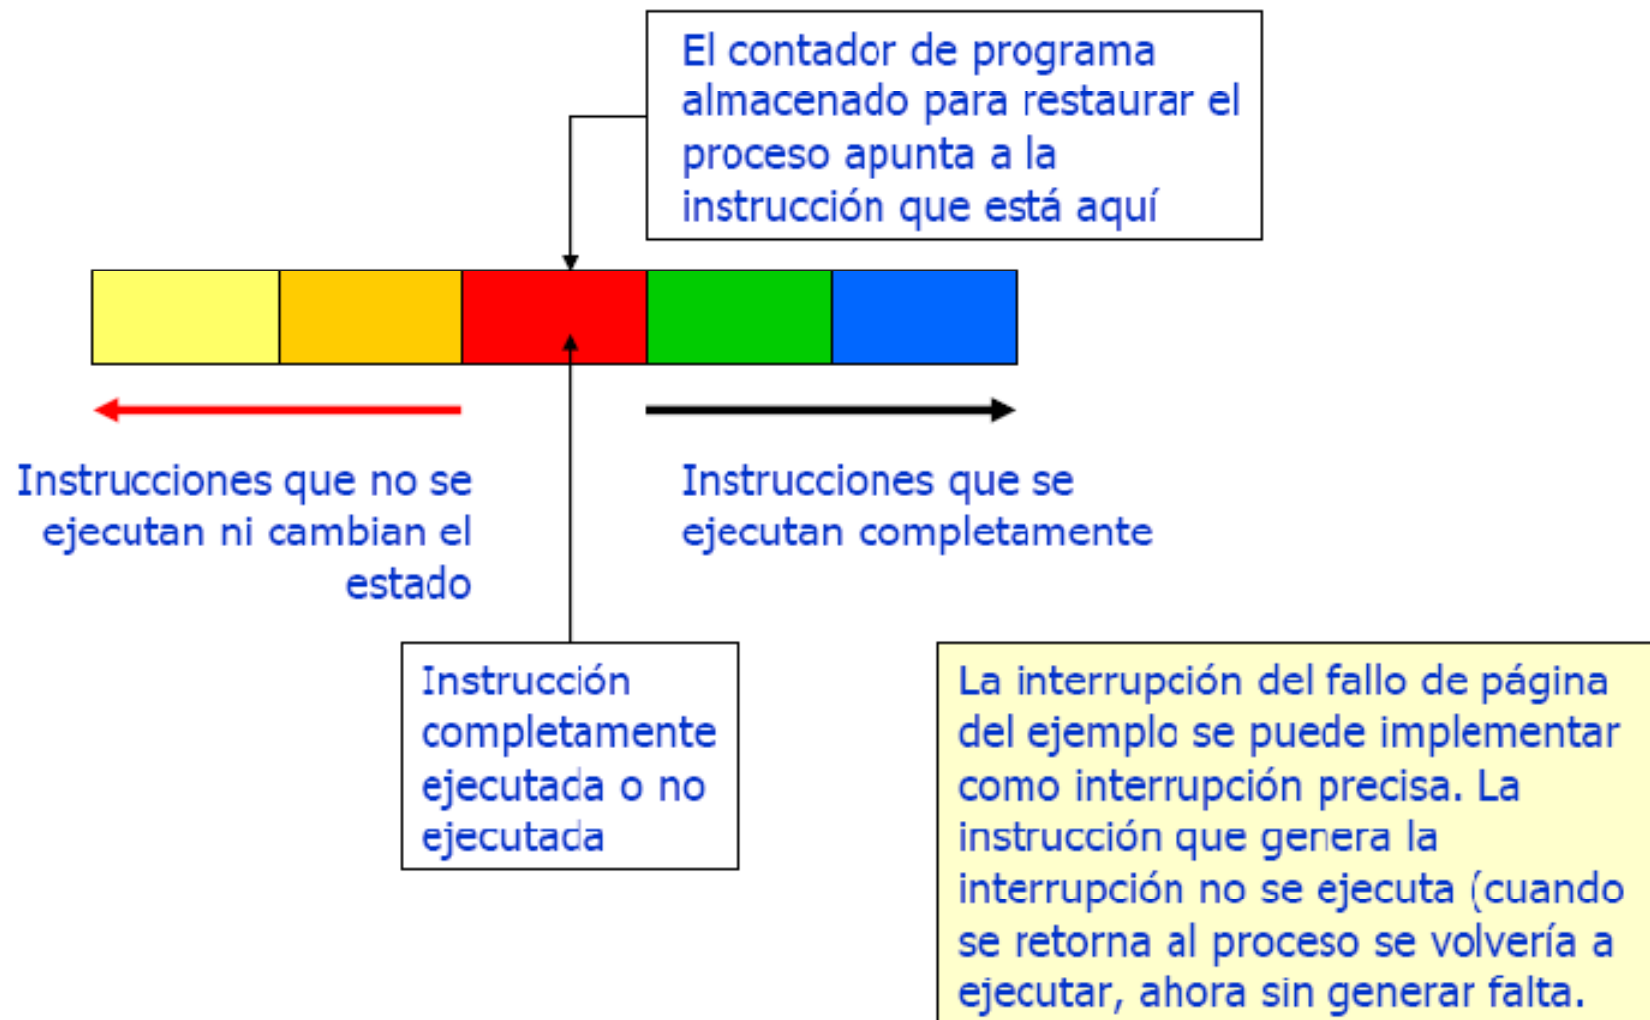 El contador de programa
almacenado para restaurar el
proceso apunta a la
instrucción que está aquí
Instrucciones que no se
ejecutan ni cambian el
estado
Instrucciones que se
ejecutan completamente
Instrucción
completamente
ejecutada o no
ejecutada
La interrupción del fallo de página
del ejemplo se puede implementar
como interrupción precisa. La
instrucción que genera la
interrupción no se ejecuta (cuando
se retorna al proceso se volvería a
ejecutar, ahora sin generar falta.